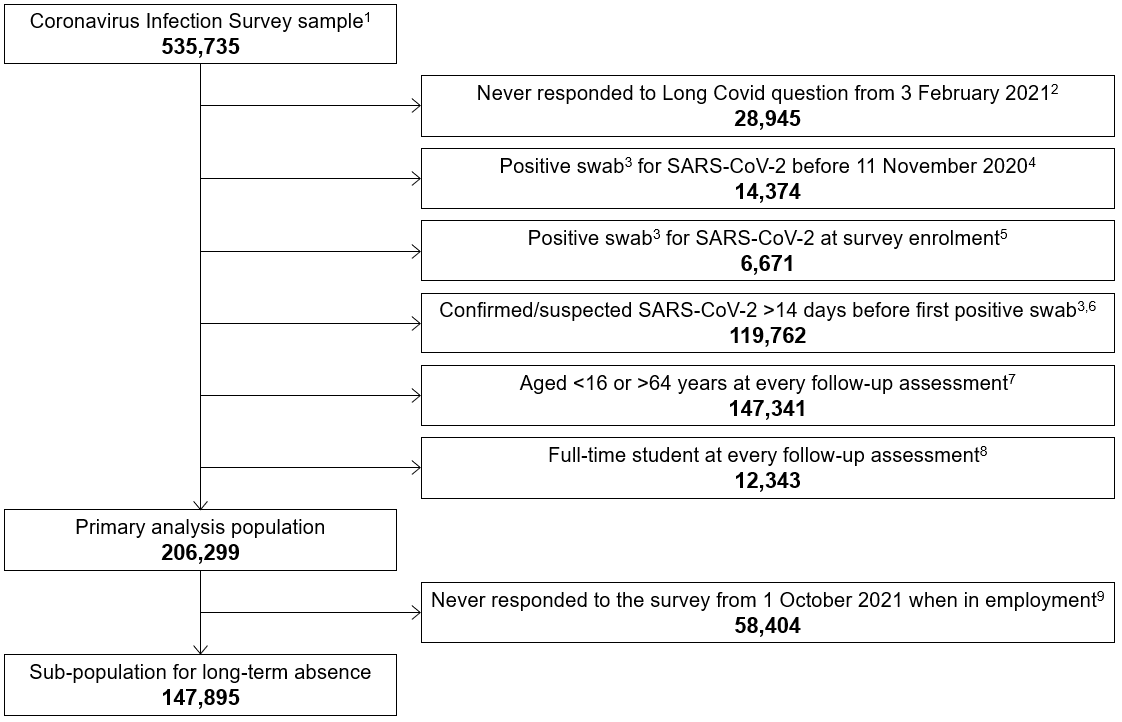 Coronavirus Infection Survey sample¹
535,735
Never responded to Long Covid question from 3 February 2021²
28,945
Positive swab³ for SARS-CoV-2 before 11 November 2020⁴
14,374
Positive swab³ for SARS-CoV-2 at survey enrolment⁵
6,671
Confirmed/suspected SARS-CoV-2 >14 days before first positive swab³,⁶
119,762
Aged <16 or >64 years at every follow-up assessment⁷
147,341
Full-time student at every follow-up assessment⁸
12,343
Primary analysis population
206,299
Never responded to the survey from 1 October 2021 when in employment⁹
58,404
Sub-population for long-term absence
147,895